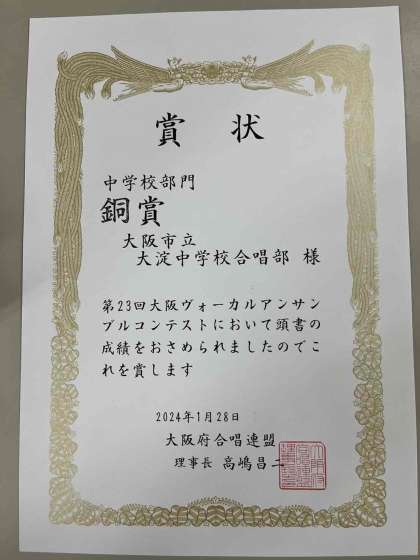 賞 状
中学校部門
銅賞
大阪市立
大淀中学校合唱部 様
第23回大阪ヴォーカルアンサン
ブルコンテストにおいて頭書の
成績をおさめられましたのでこ
れを賞します
2024年1月28日
大阪府合唱連盟
理事長 高嶋昌二